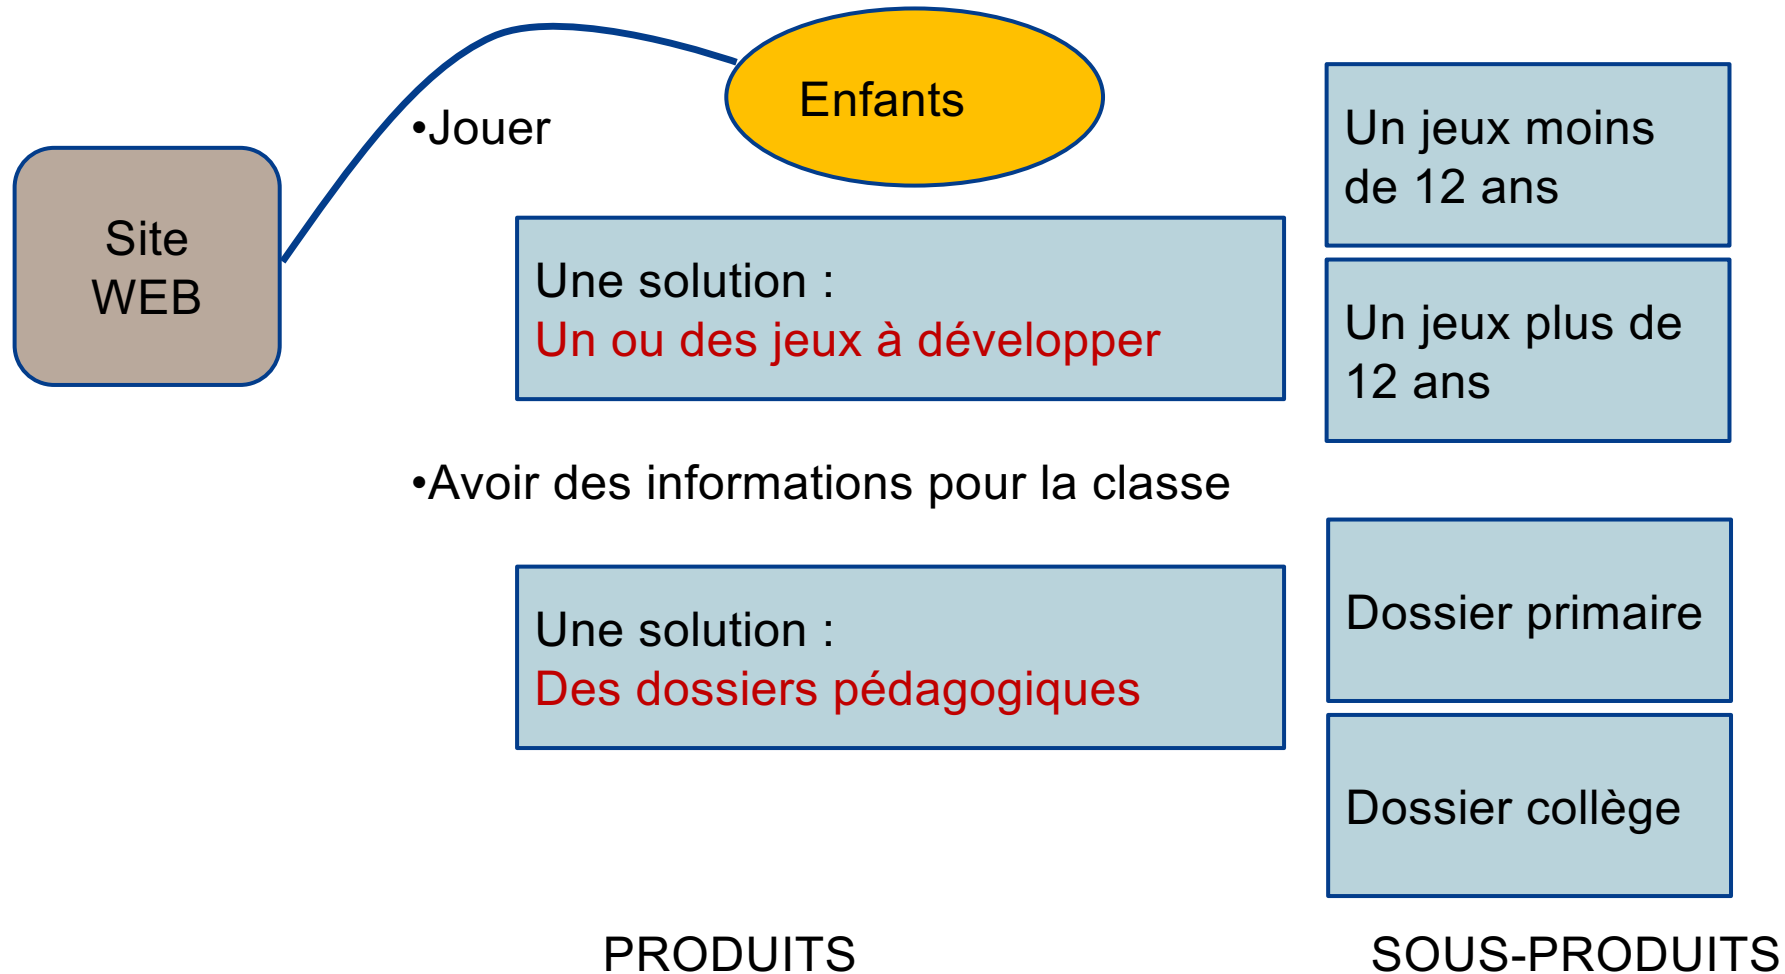 Enfants
•Jouer
Site
WEB
Une solution :
Un ou des jeux à développer
Un jeux moins
de 12 ans
Un jeux plus de
12 ans
•Avoir des informations pour la classe
Une solution :
Des dossiers pédagogiques
Dossier primaire
Dossier collège
PRODUITS
SOUS-PRODUITS